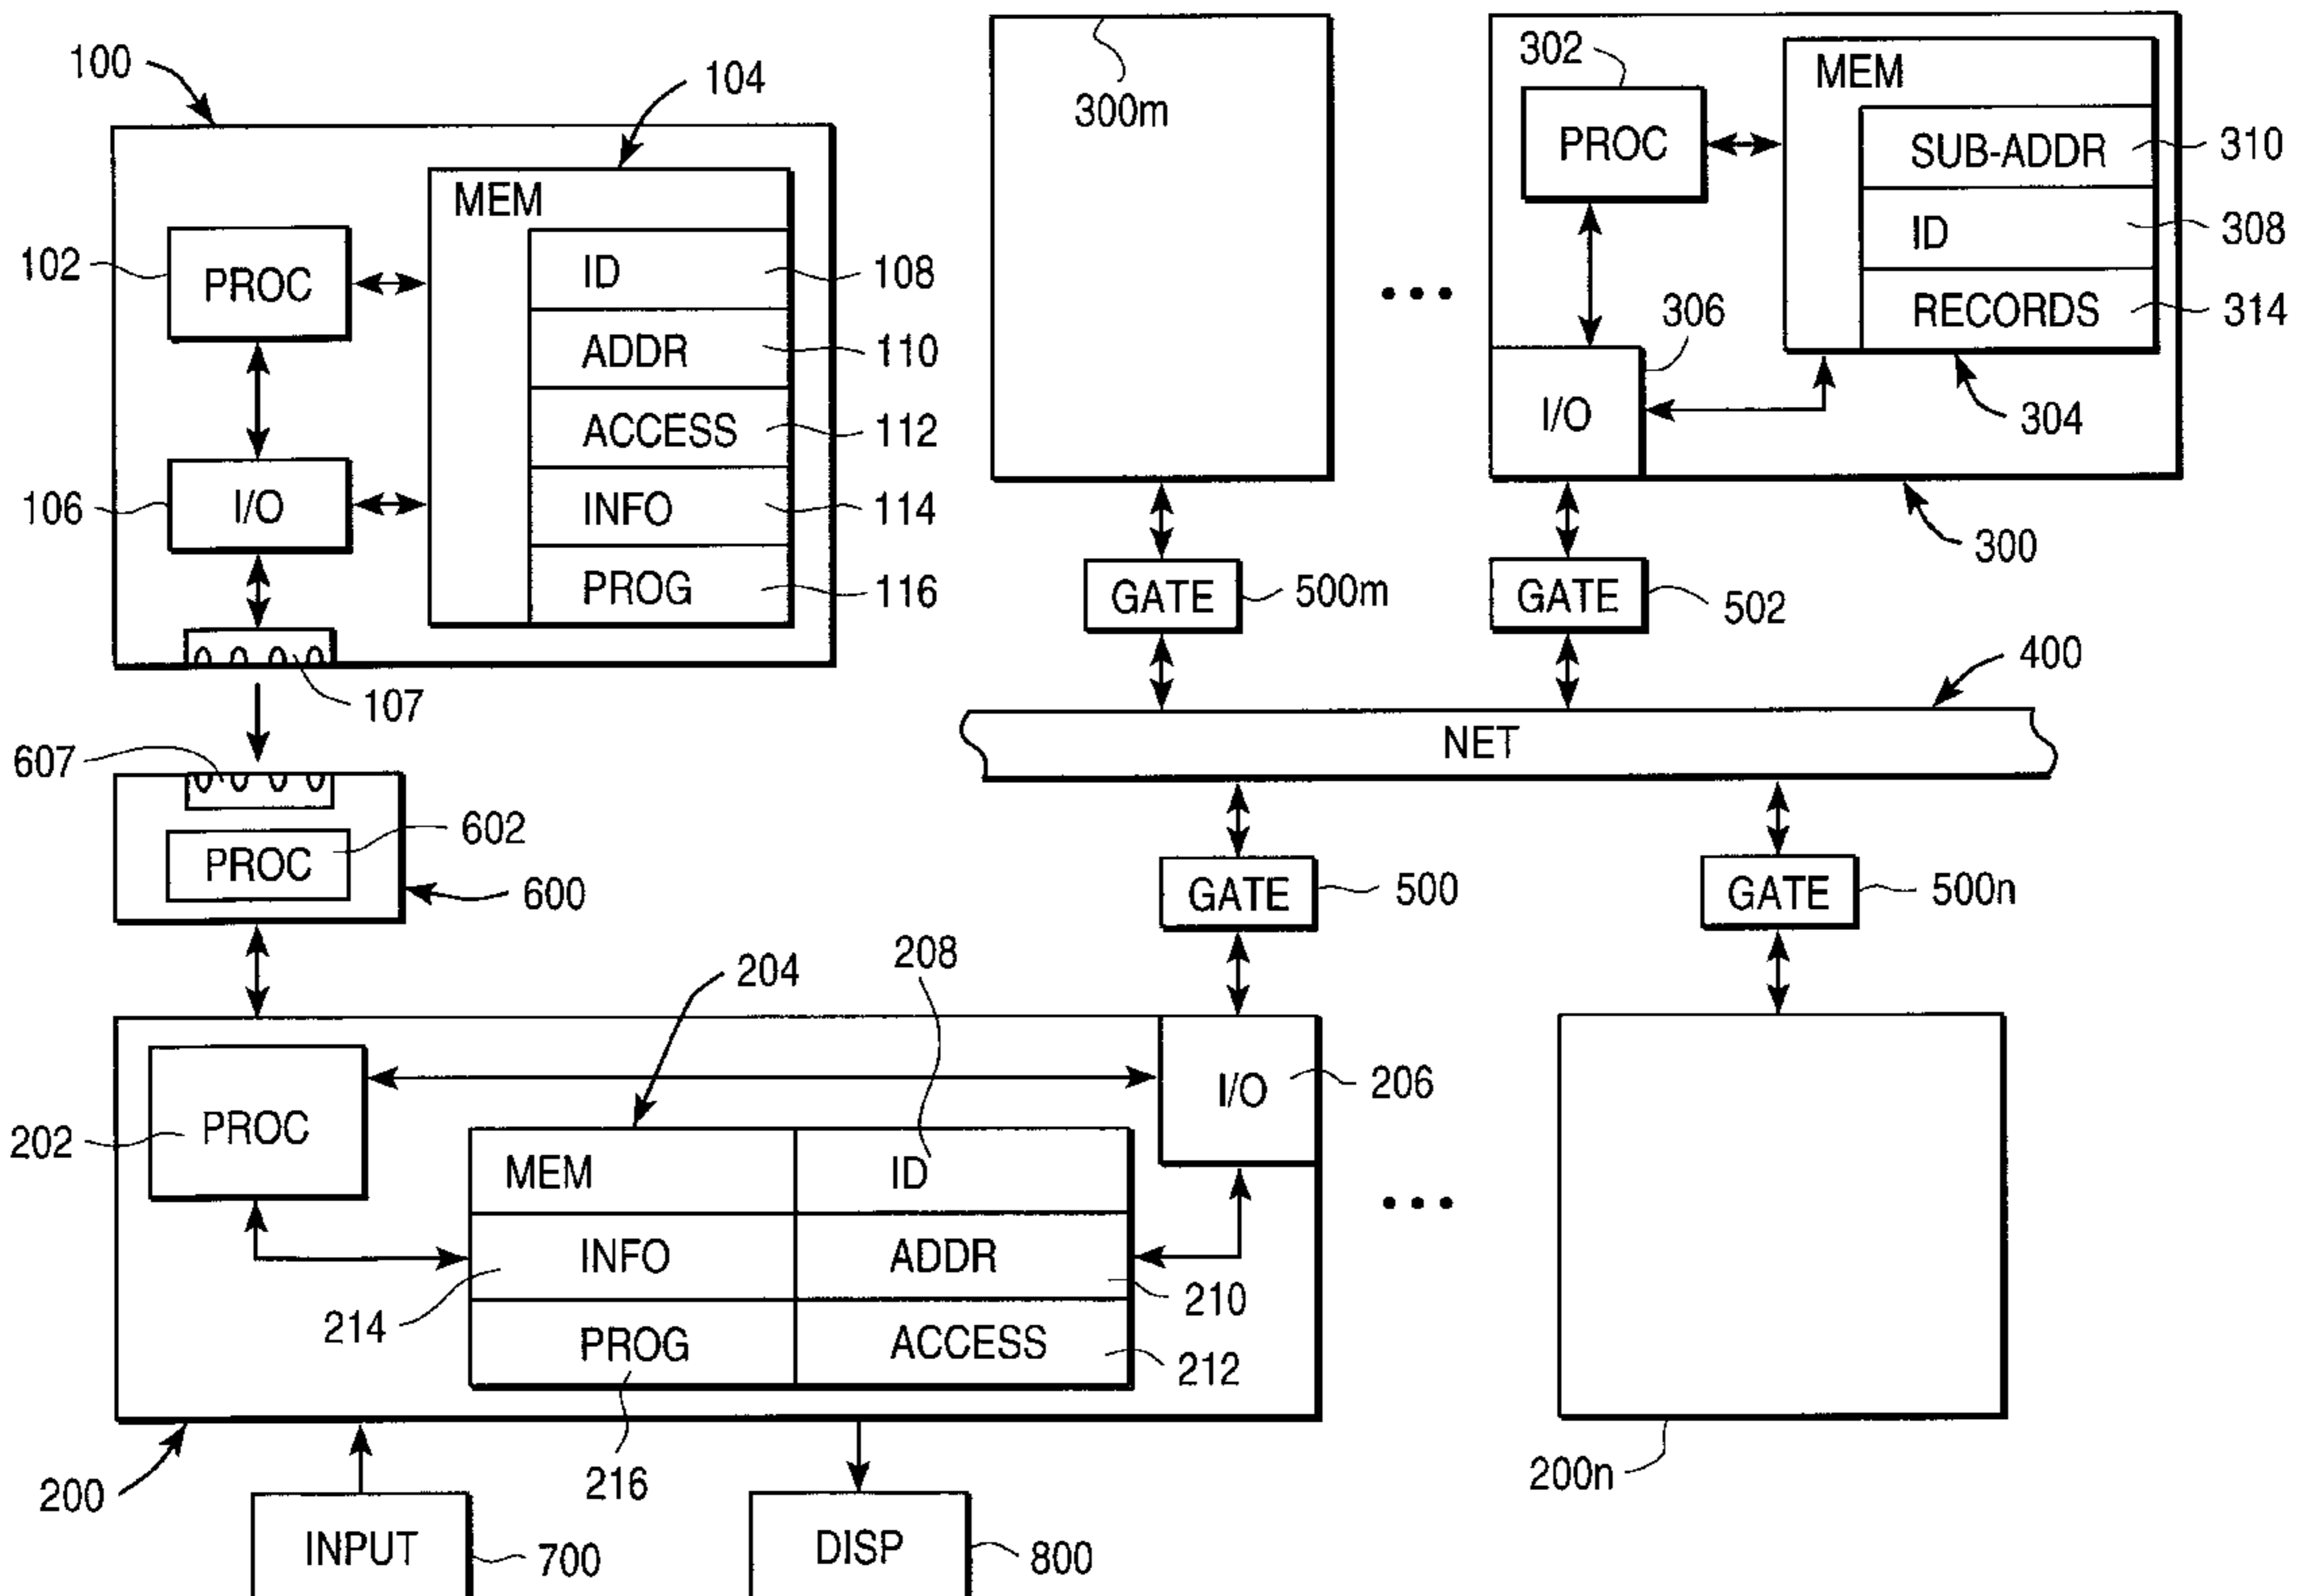 100
104
MEM
102
PROC
ID
108
ADDR
110
ACCESS
112
106
I/O
INFO
114
PROG
116
107
607
602
PROC
600
300m
302
MEM
PROC
SUB-ADDR
310
ID
308
306
RECORDS
314
I/O
304
300
GATE
500m
GATE
502
400
NET
GATE
500
GATE
500n
204
208
I/O
206
202
PROC
MEM
ID
INFO
ADDR
214
210
PROG
ACCESS
212
200
216
200n
INPUT
700
DISP
800